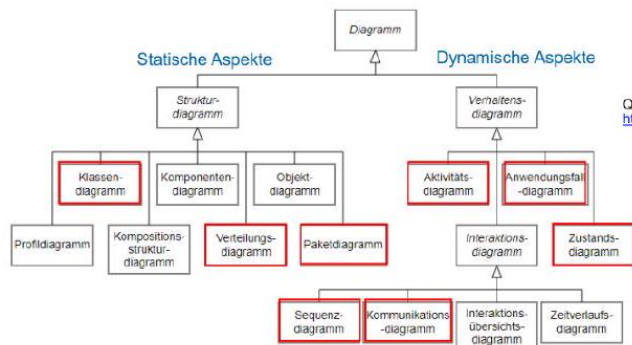 Diagramm
Statische Aspekte
Dynamische Aspekte
Struktur-
diagramm
Verhaltens-
diagramm
Q
ht
Klassen-
diagramm
Komponenten-
diagramm
Objekt-
diagramm
Aktivitäts-
diagramm
Anwendungsfall
-diagramm
Profildiagramm
Kompositions-
struktur-
diagramm
Verteilungs-
diagramm
Paketdiagramm
Interaktions-
diagramm
Zustands-
diagramm
Sequenz-
diagramm
Kommunikations
-diagramm
Interaktions-
übersichts-
diagramm
Zeitverlaufs-
diagramm